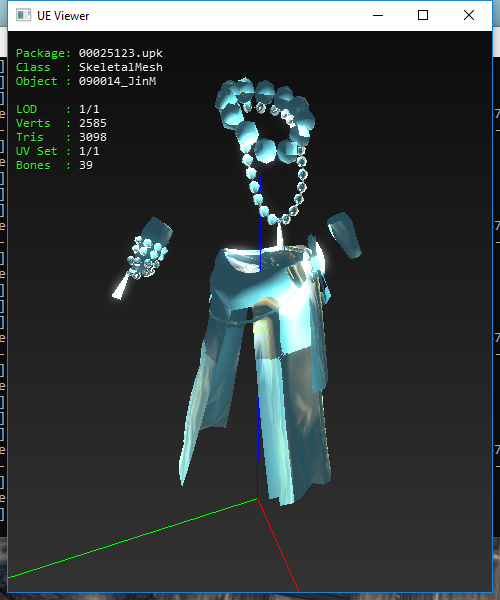 UE Viewer
Package: 00025123.upk
Class  : SkeletalMesh
Object : 090014_JinM
LOD    : 1/1
Verts  : 2585
Tris   : 3098
UV Set : 1/1
Bones  : 39